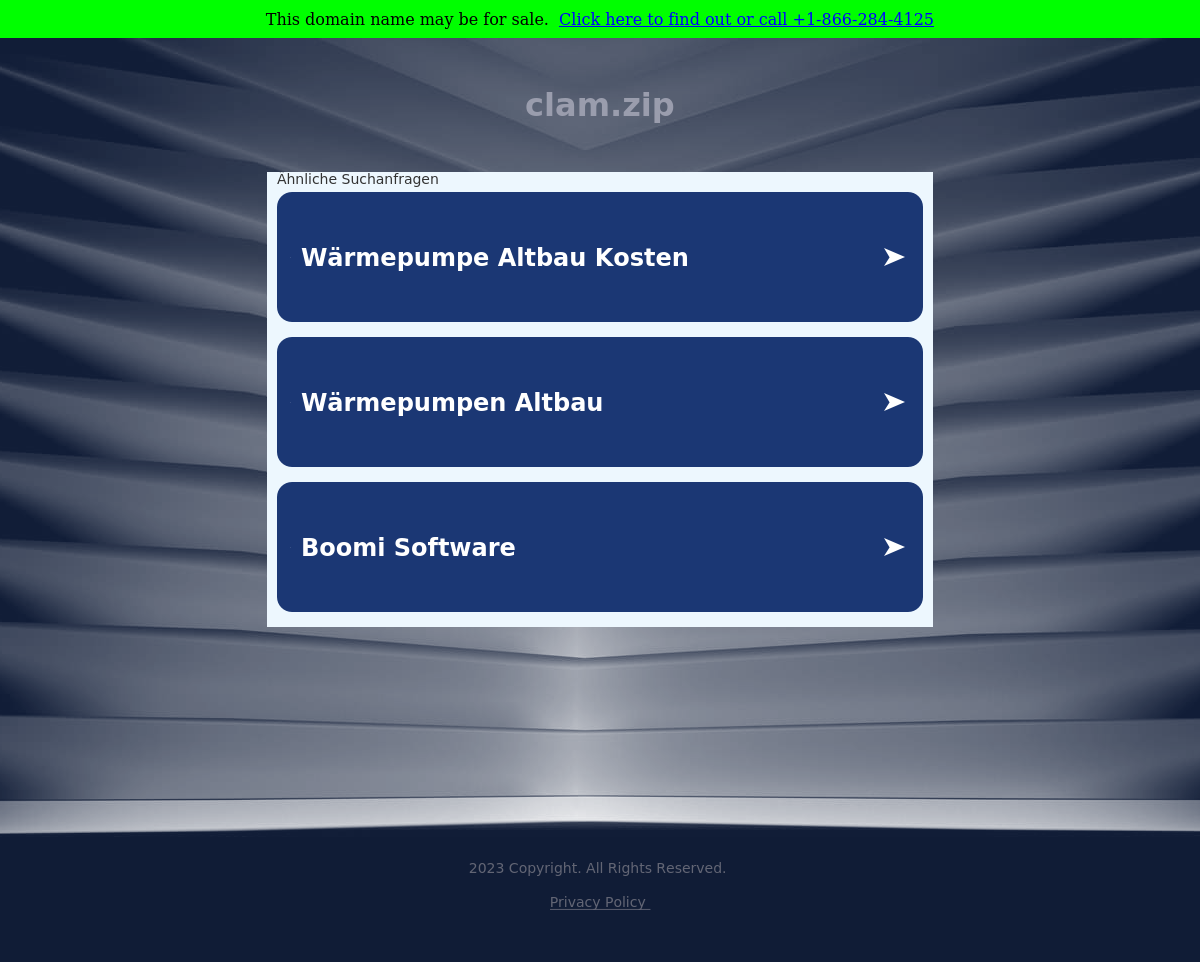 This domain name may be for sale. Click here to find out or call +1-866-284-4125
clam.zip
Ähnliche Suchanfragen
Wärmepumpe Altbau Kosten
Wärmepumpen Altbau
Boomi Software
2023 Copyright. All Rights Reserved.
Privacy Policy